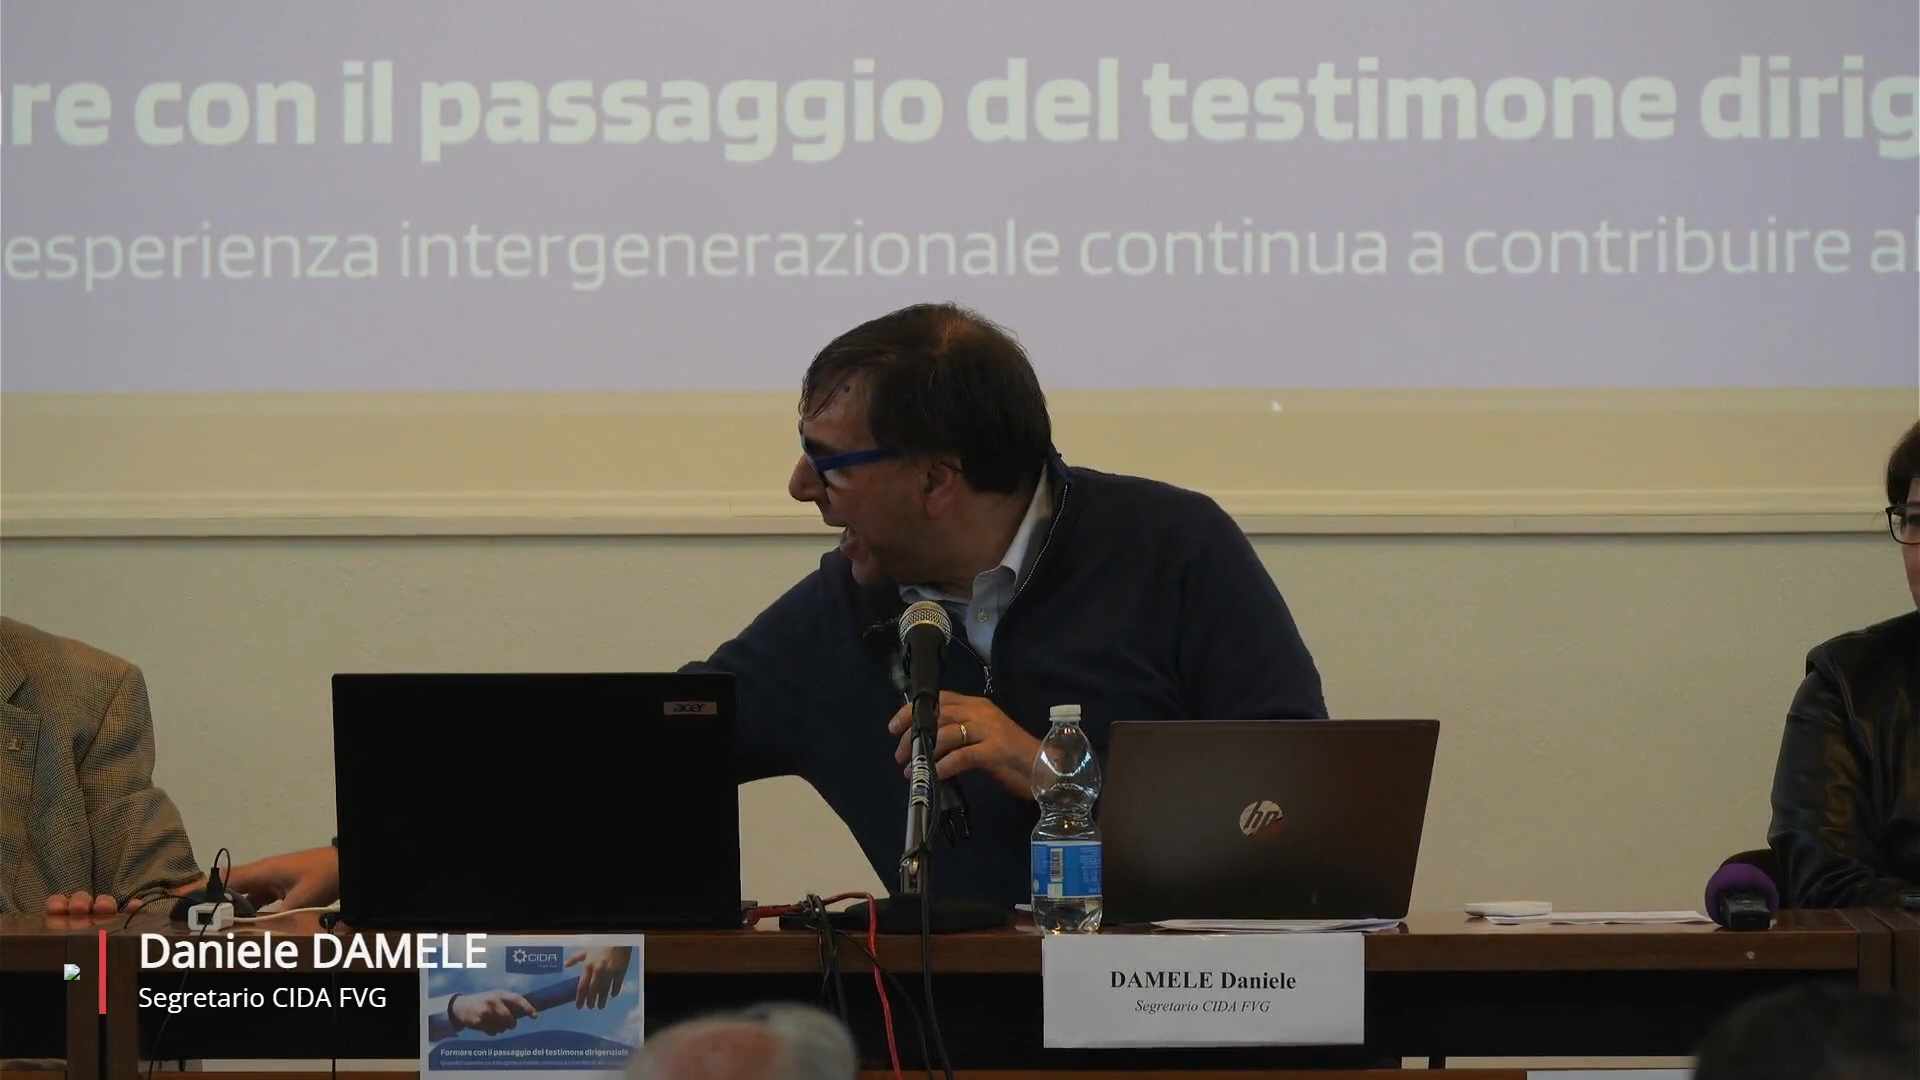 re con il passaggio del testimone dirig
esperienza intergenerazionale continua a contribuire al
acer
hp
Daniele DAMELE
Segretario CIDA FVG
CIDA
Formare con il passaggio del testimone dirigenziale
DAMELE Daniele
Segretario CIDA FVG